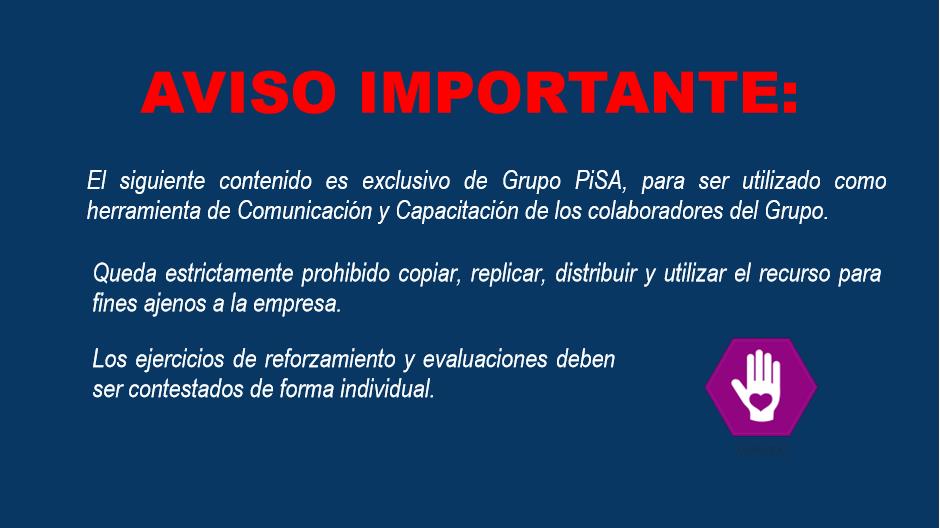 AVISO IMPORTANTE:
El siguiente contenido es exclusivo de Grupo PiSA, para ser utilizado como
herramienta de Comunicación y Capacitación de los colaboradores del Grupo.
Queda estrictamente prohibido copiar, replicar, distribuir y utilizar el recurso para
fines ajenos a la empresa.
Los ejercicios de reforzamiento y evaluaciones deben
ser contestados de forma individual.